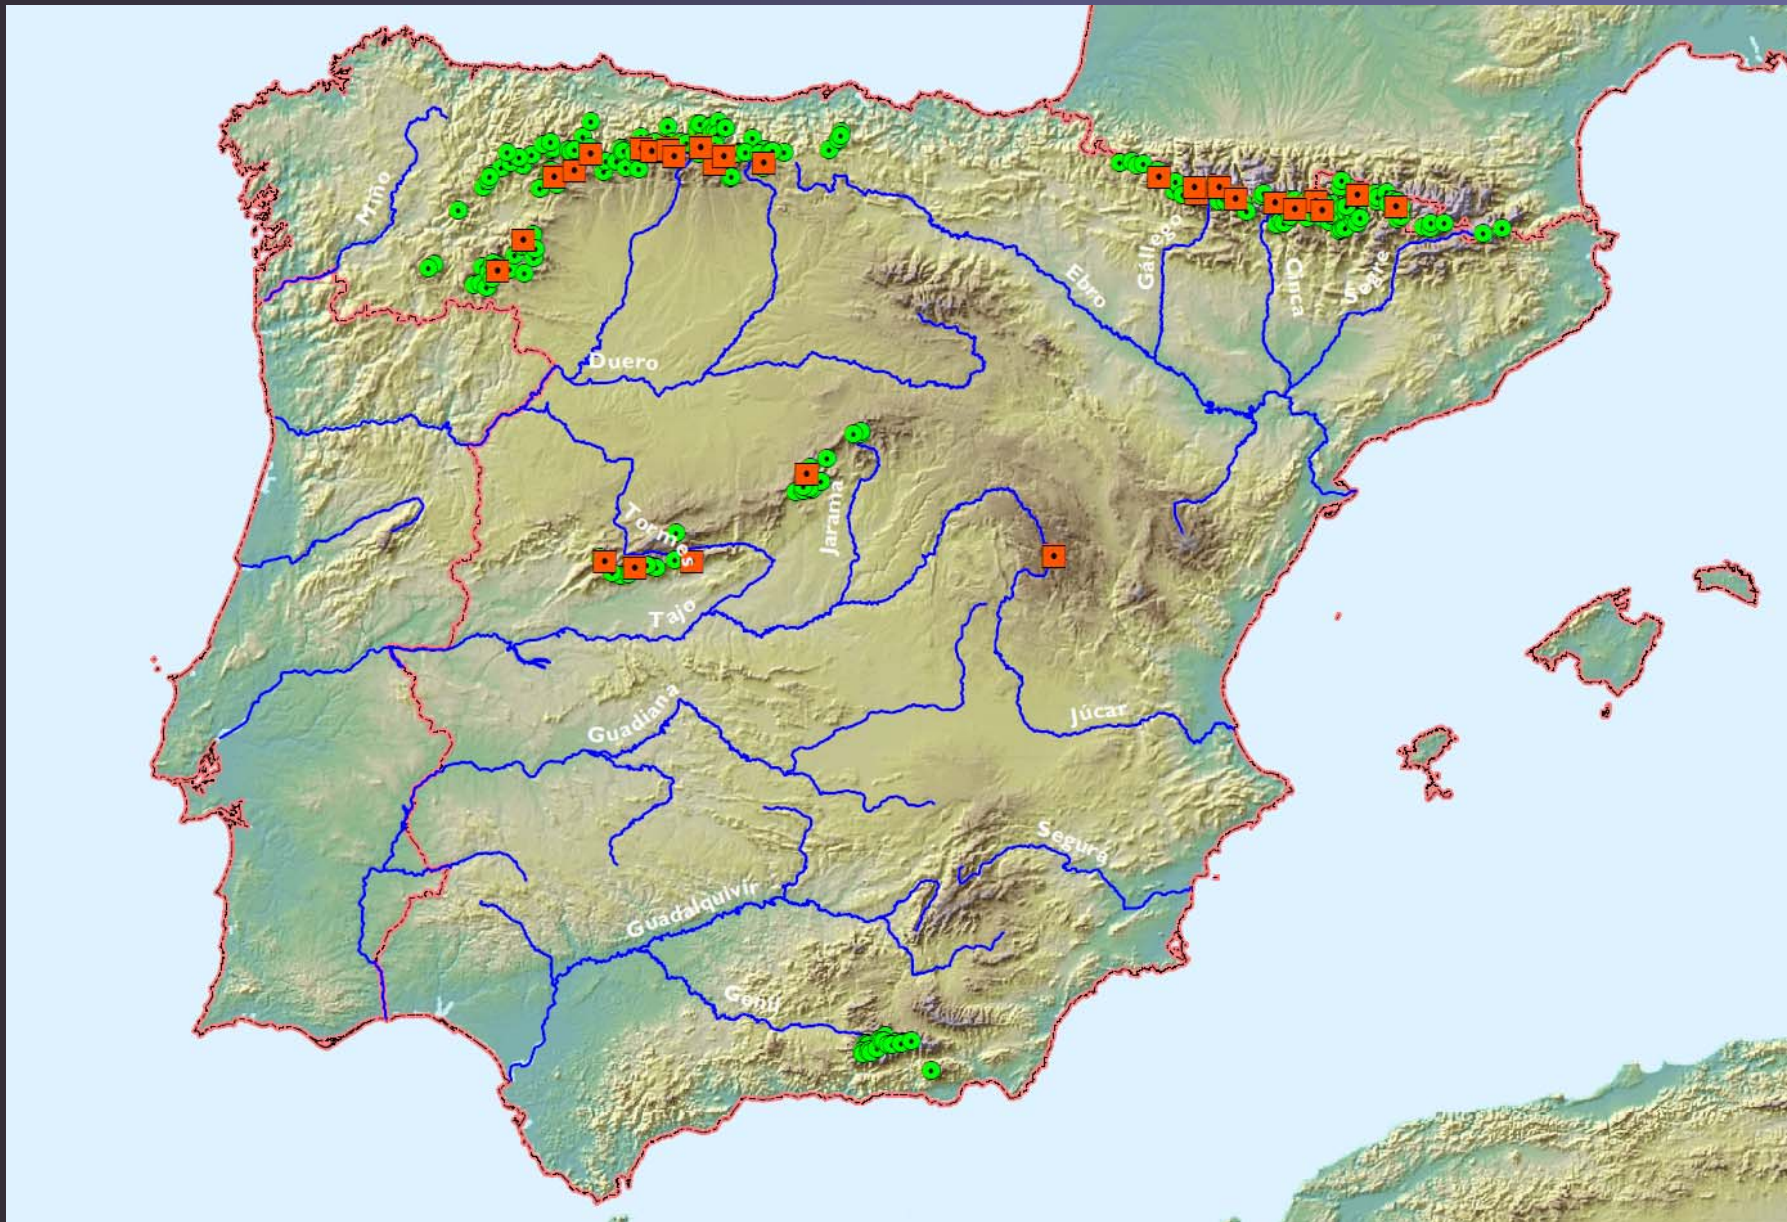 Miño
Ebro
Gállego
Cinca
Segre
Duero
Jarama
Tormes
Tajo
Guadiana
Júcar
Segura
Guadalquivir
Genil